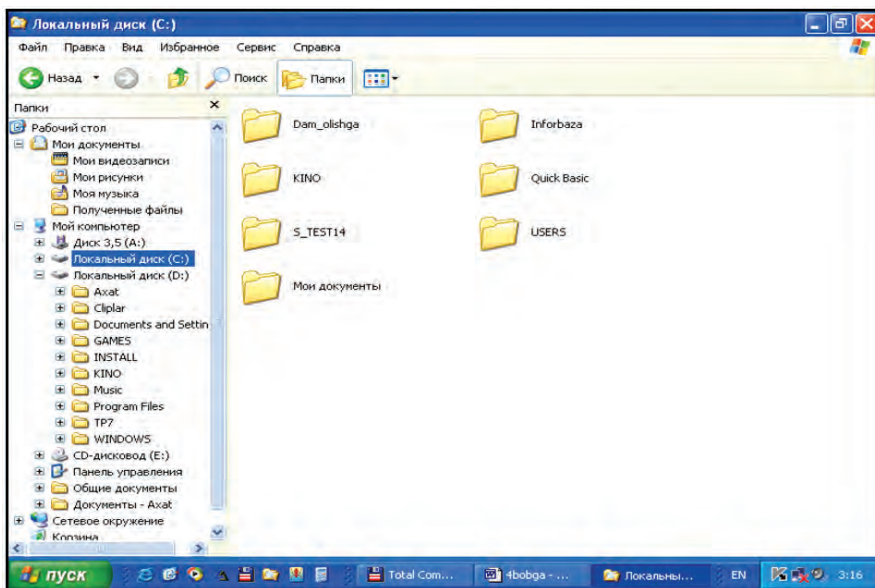 Локальный диск (C:)
Файл Правка Вид Избранное Сервис Справка
Назад Поиск Папки
Папки
Рабочий стол
Мои документы
Мои видеозаписи
Мои рисунки
Моя музыка
Полученные файлы
Мой компьютер
Диск 3,5 (A:)
Локальный диск (C:)
Локальный диск (D:)
Axat
Cliplar
Documents and Settin
GAMES
INSTALL
KINO
Music
Program Files
TP7
WINDOWS
CD-дисковод (E:)
Панель управления
Общие документы
Документы - Axat
Сетевое окружение
Корзина
Dam_olishga
Inforbaza
KINO
Quick Basic
S_TEST14
USERS
Мои документы
пуск
Total Com...
4bobga - ...
Локальны...
EN
3:16